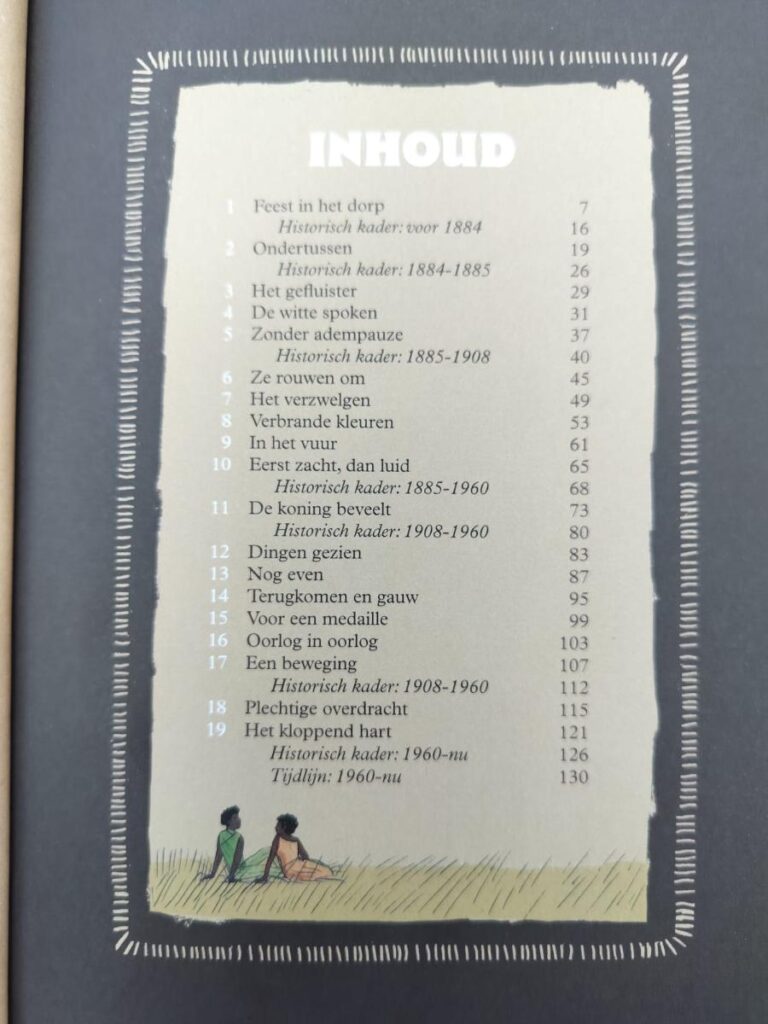 INHOUD
1 Feest in het dorp 7
Historisch kader: voor 1884 16
2 Ondertussen 19
Historisch kader: 1884-1885 26
3 Het gefluister 29
4 De witte spoken 31
5 Zonder adempauze 37
Historisch kader: 1885-1908 40
6 Ze rouwen om 45
7 Het verzwelgen 49
8 Verbrande kleuren 53
9 In het vuur 61
10 Eerst zacht, dan luid 65
Historisch kader: 1885-1960 68
11 De koning beveelt 73
Historisch kader: 1908-1960 80
12 Dingen gezien 83
13 Nog even 87
14 Terugkomen en gauw 95
15 Voor een medaille 99
16 Oorlog in oorlog 103
17 Een beweging 107
Historisch kader: 1908-1960 112
18 Plechtige overdracht 115
19 Het kloppend hart 121
Historisch kader: 1960-nu 126
Tijdlijn: 1960-nu 130